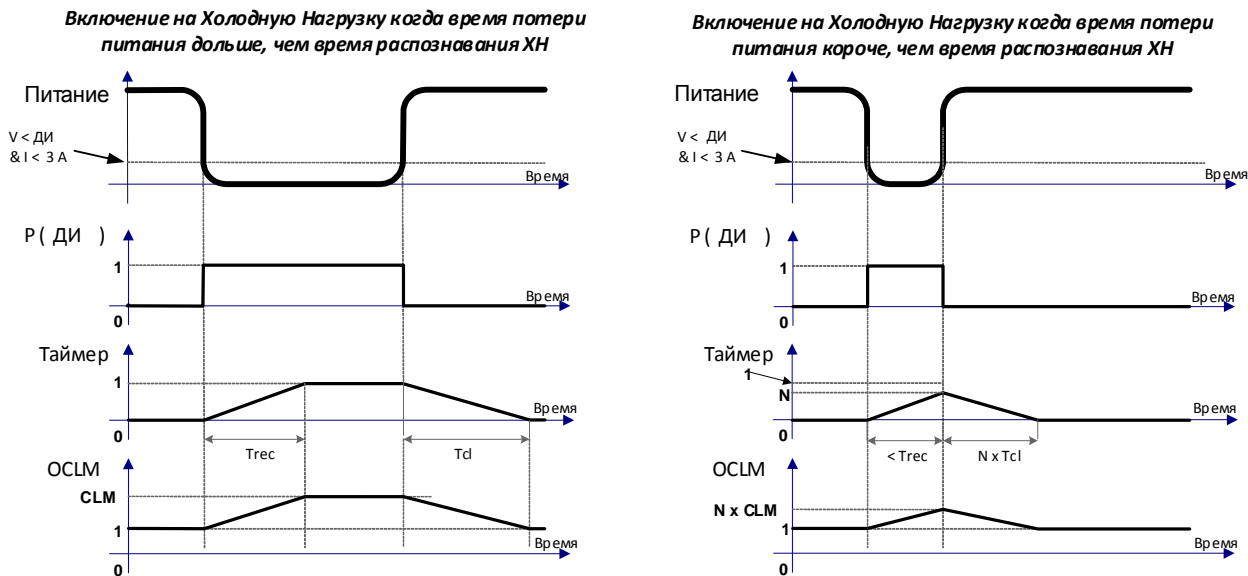 Включение на Холодную Нагрузку когда время потери
питания дольше, чем время распознавания ХН
Питание
V < ДИ
& I < 3 А
Время
Р ( ДИ )
1
Время
0
Таймер
1
Время
0
Trec
Tcl
OCLM
CLM
1
Время
0
Включение на Холодную Нагрузку когда время потери
питания короче, чем время распознавания ХН
Питание
V < ДИ
& I < 3 А
Время
Р ( ДИ )
1
Время
0
Таймер
1
N
Время
0
< Trec
N x Tcl
OCLM
N x CLM
1
Время
0